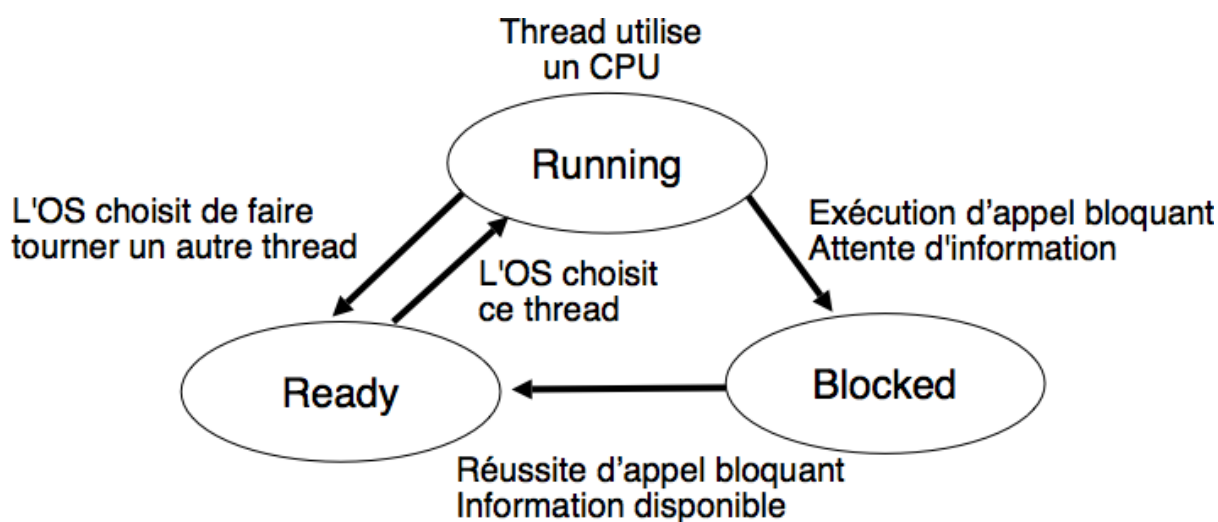 Thread utilise
un CPU
Running
L'OS choisit de faire
tourner un autre thread
Exécution d’appel bloquant
Attente d'information
L'OS choisit
ce thread
Ready
Blocked
Réussite d’appel bloquant
Information disponible